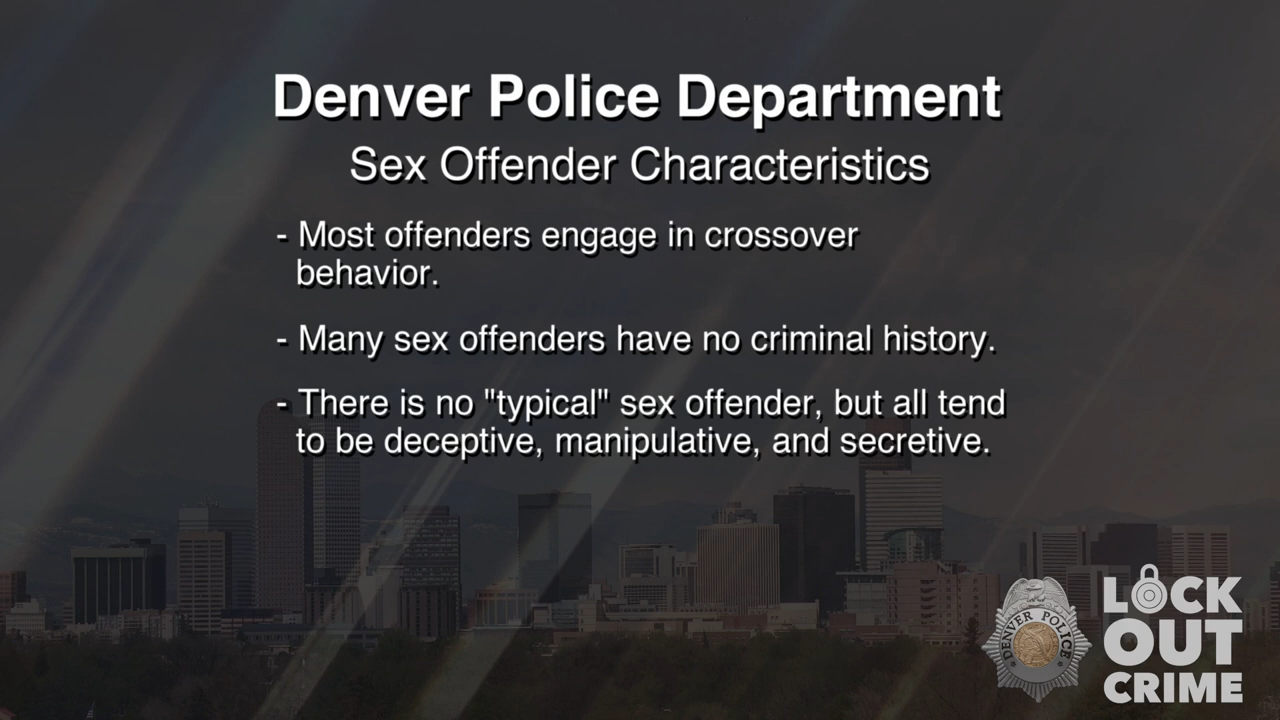 Denver Police Department
Sex Offender Characteristics
- Most offenders engage in crossover
behavior.
- Many sex offenders have no criminal history.
- There is no "typical" sex offender, but all tend
to be deceptive, manipulative, and secretive.
DENVER POLICE
LOCK
OUT
CRIME